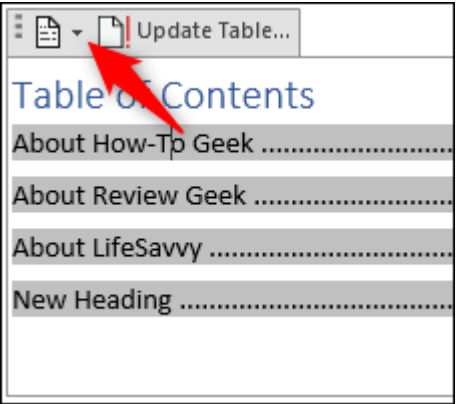 Update Table...
Table of Contents
About How-To Geek ................................
About Review Geek ................................
About LifeSavvy ........................................
New Heading ............................................